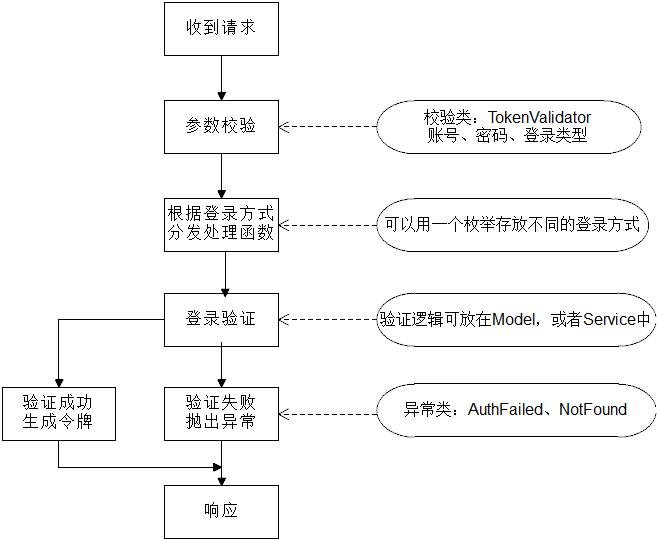 收到请求
参数校验
校验类：TokenValidator
账号、密码、登录类型
根据登录方式
分发处理函数
可以用一个枚举存放不同的登录方式
登录验证
验证逻辑可放在Model，或者Service中
验证成功
生成令牌
验证失败
抛出异常
异常类：AuthFailed、NotFound
响应